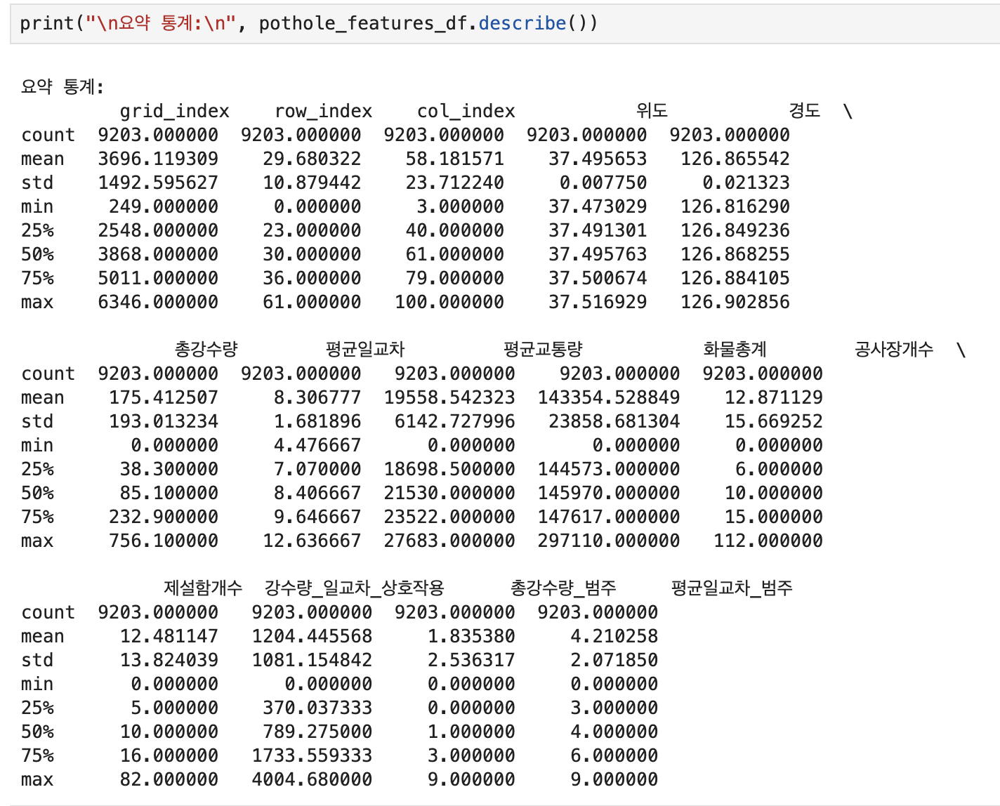 print("\n요약 통계:\n", pothole_features_df.describe())
요약 통계:
grid_index row_index col_index 위도 경도 \
count 9203.000000 9203.000000 9203.000000 9203.000000 9203.000000
mean 3696.119309 29.680322 58.181571 37.495653 126.865542
std 1492.595627 10.879442 23.712240 0.007750 0.021323
min 249.000000 0.000000 3.000000 37.473029 126.816290
25% 2548.000000 23.000000 40.000000 37.491301 126.849236
50% 3868.000000 30.000000 61.000000 37.495763 126.868255
75% 5011.000000 36.000000 79.000000 37.500674 126.884105
max 6346.000000 61.000000 100.000000 37.516929 126.902856
총강수량 평균일교차 평균교통량 화물총계 공사장개수 \
count 9203.000000 9203.000000 9203.000000 9203.000000 9203.000000
mean 175.412507 8.306777 19558.542323 143354.528849 12.871129
std 193.013234 1.681896 6142.727996 23858.681304 15.669252
min 0.000000 4.476667 0.000000 0.000000 0.000000
25% 38.300000 7.070000 18698.500000 144573.000000 6.000000
50% 85.100000 8.406667 21530.000000 145970.000000 10.000000
75% 232.900000 9.646667 23522.000000 147617.000000 15.000000
max 756.100000 12.636667 27683.000000 297110.000000 112.000000
제설함개수 강수량_일교차_상호작용 총강수량_범주 평균일교차_범주
count 9203.000000 9203.000000 9203.000000 9203.000000
mean 12.481147 1204.445568 1.835380 4.210258
std 13.824039 1081.154842 2.536317 2.071850
min 0.000000 0.000000 0.000000 0.000000
25% 5.000000 370.037333 0.000000 3.000000
50% 10.000000 789.275000 1.000000 4.000000
75% 16.000000 1733.559333 3.000000 6.000000
max 82.000000 4004.680000 9.000000 9.000000